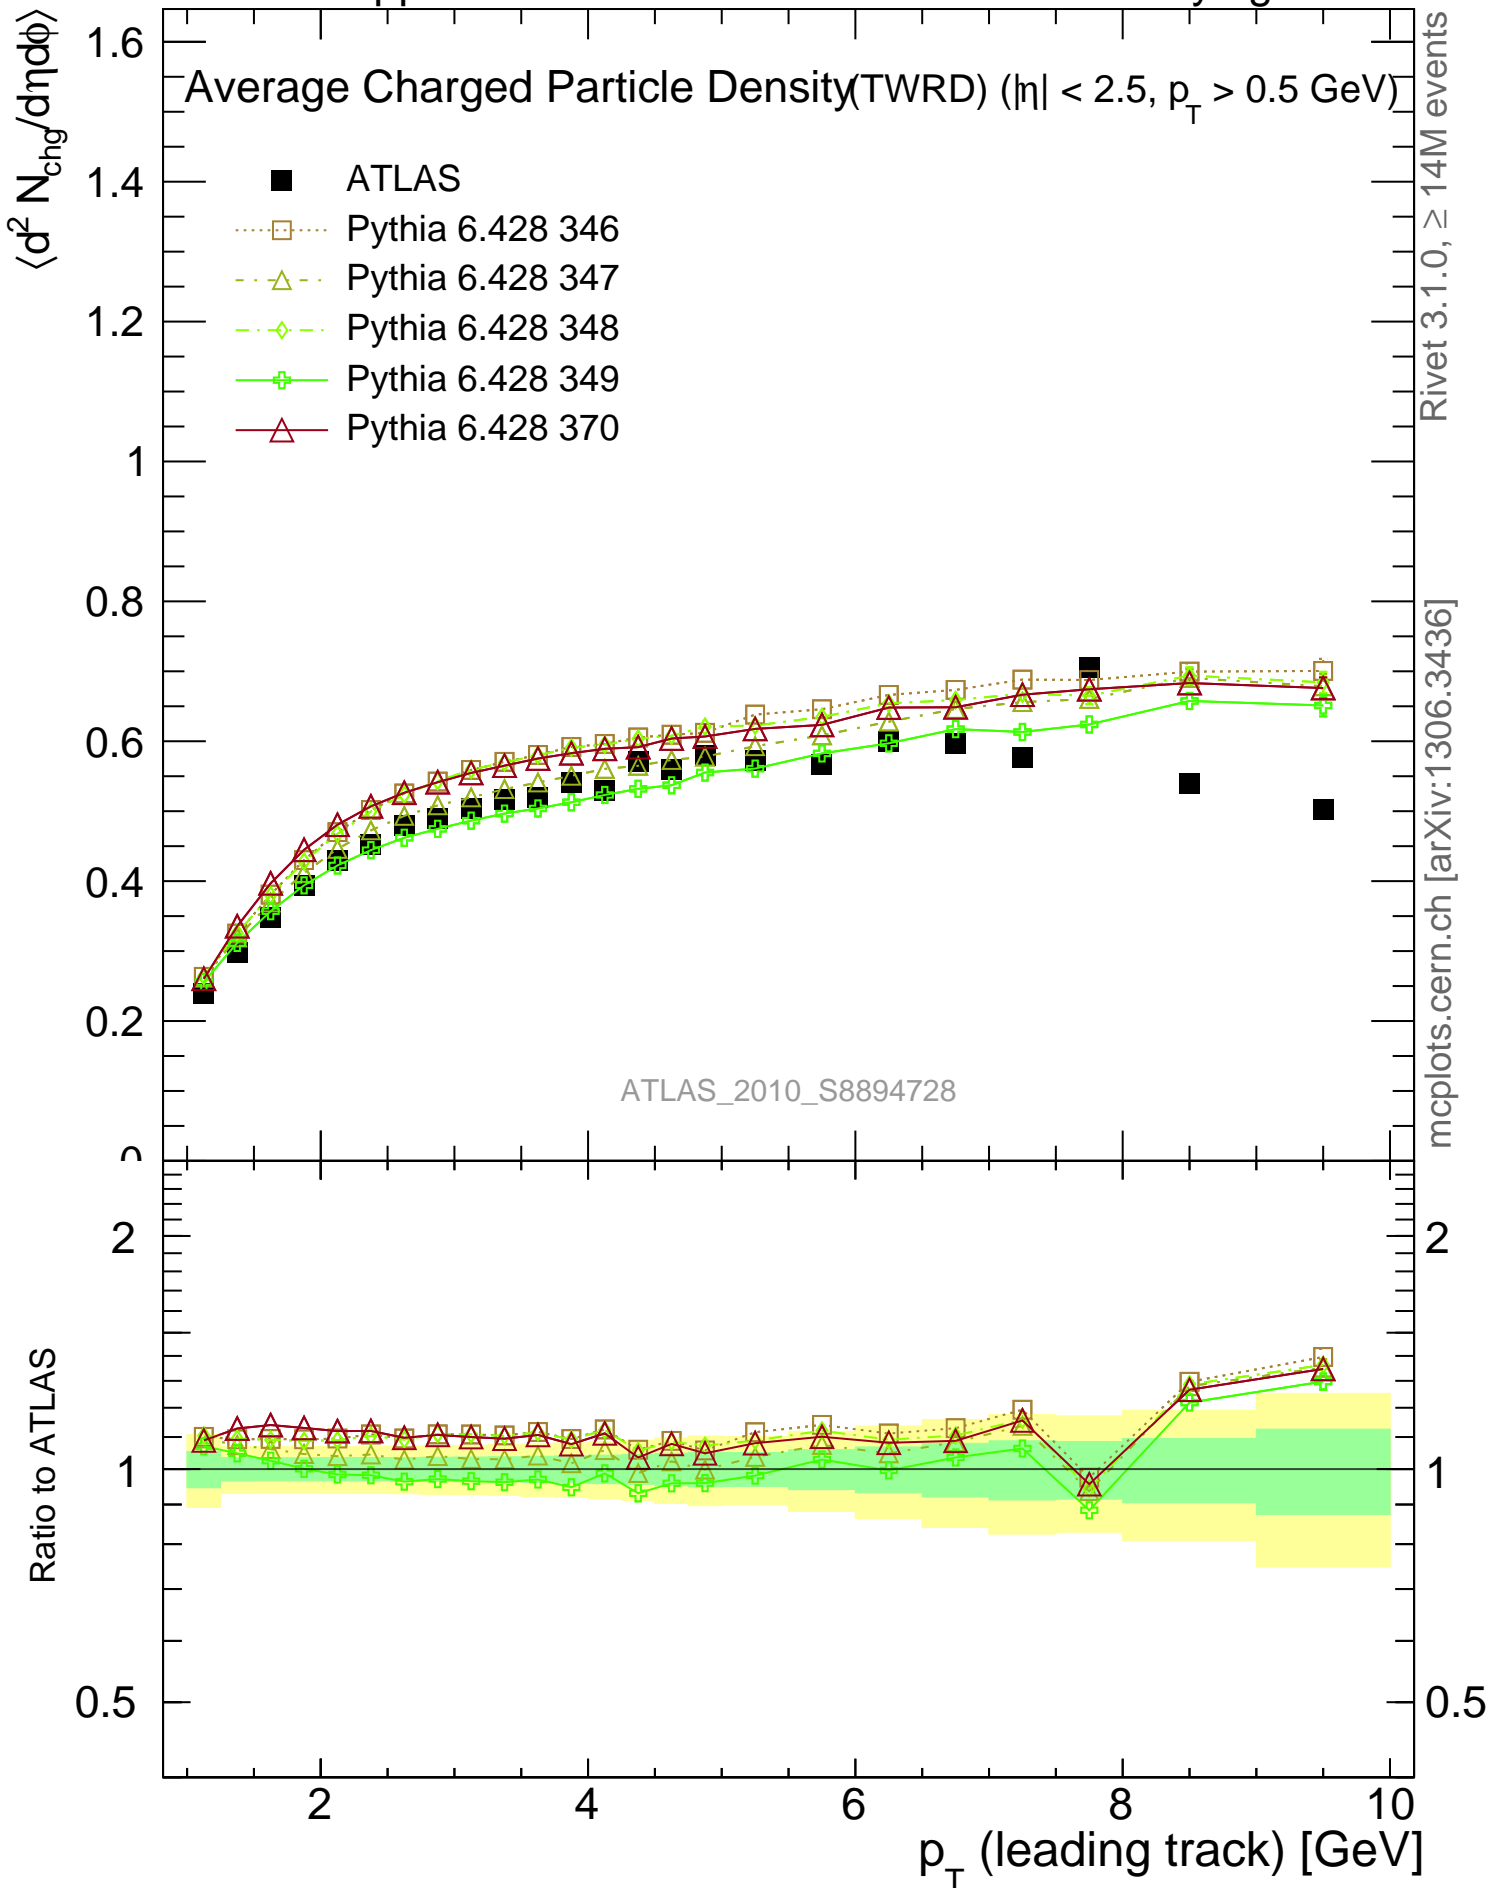 ⟨d² N_chg/dηdϕ⟩
Average Charged Particle Density (TWRD) (|η| < 2.5, p_T > 0.5 GeV)
ATLAS
Pythia 6.428 346
Pythia 6.428 347
Pythia 6.428 348
Pythia 6.428 349
Pythia 6.428 370
1.6
1.4
1.2
1
0.8
0.6
0.4
0.2
0
ATLAS_2010_S8894728
Rivet 3.1.0, ≥ 14M events
mcplots.cern.ch [arXiv:1306.3436]
Ratio to ATLAS
2
1
0.5
2
1
0.5
2 4 6 8 10
p_T (leading track) [GeV]